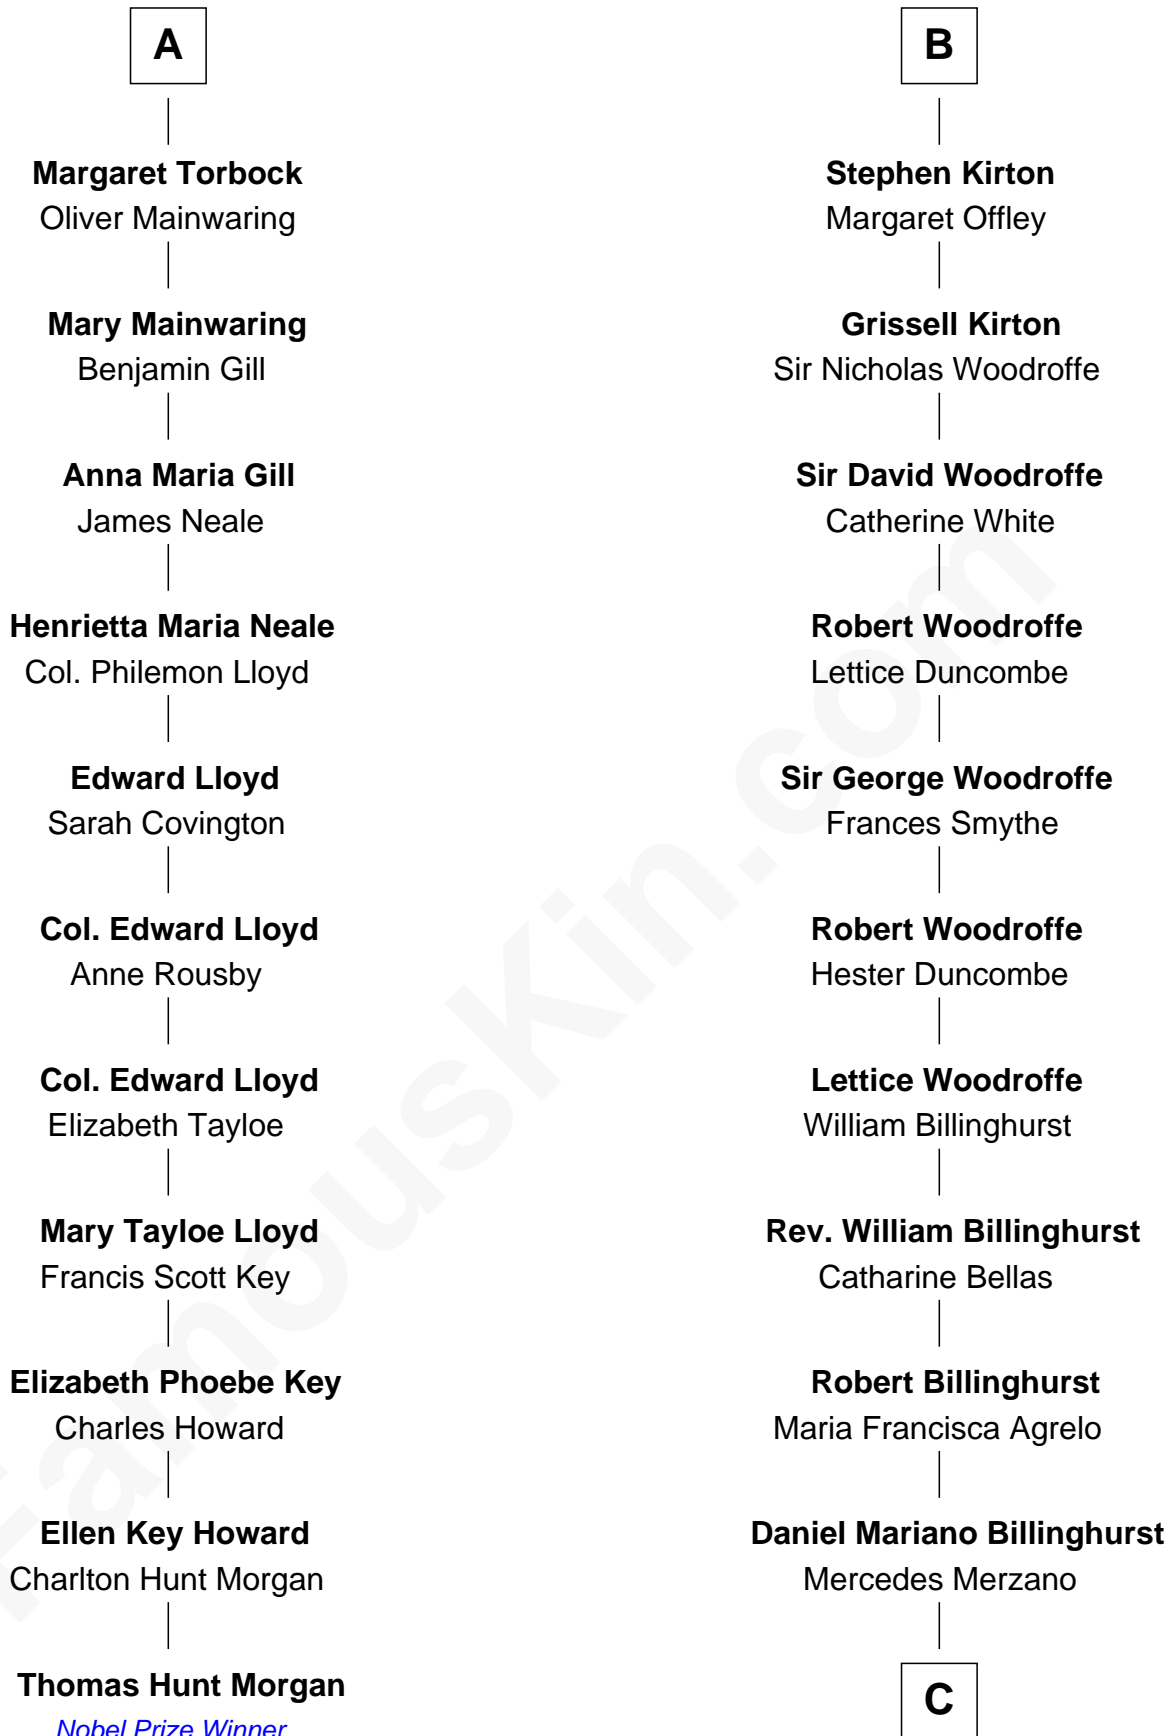 A
Margaret Torbock
Oliver Mainwaring
Mary Mainwaring
Benjamin Gill
Anna Maria Gill
James Neale
Henrietta Maria Neale
Col. Philemon Lloyd
Edward Lloyd
Sarah Covington
Col. Edward Lloyd
Anne Rousby
Col. Edward Lloyd
Elizabeth Tayloe
Mary Tayloe Lloyd
Francis Scott Key
Elizabeth Phoebe Key
Charles Howard
Ellen Key Howard
Charlton Hunt Morgan
Thomas Hunt Morgan
Nobel Prize Winner
B
Stephen Kirton
Margaret Offley
Grissell Kirton
Sir Nicholas Woodroffe
Sir David Woodroffe
Catherine White
Robert Woodroffe
Lettice Duncombe
Sir George Woodroffe
Frances Smythe
Robert Woodroffe
Hester Duncombe
Lettice Woodroffe
William Billinghurst
Rev. William Billinghurst
Catharine Bellas
Robert Billinghurst
Maria Francisca Agrelo
Daniel Mariano Billinghurst
Mercedes Merzano
C
FamousKin.com